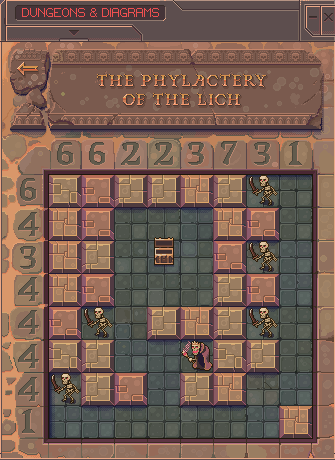 DUNGEONS & DIAGRAMS
THE PHYLACTERY
OF THE LICH
6 6 2 2 3 7 3 1
6
4
3
4
4
4
4
1